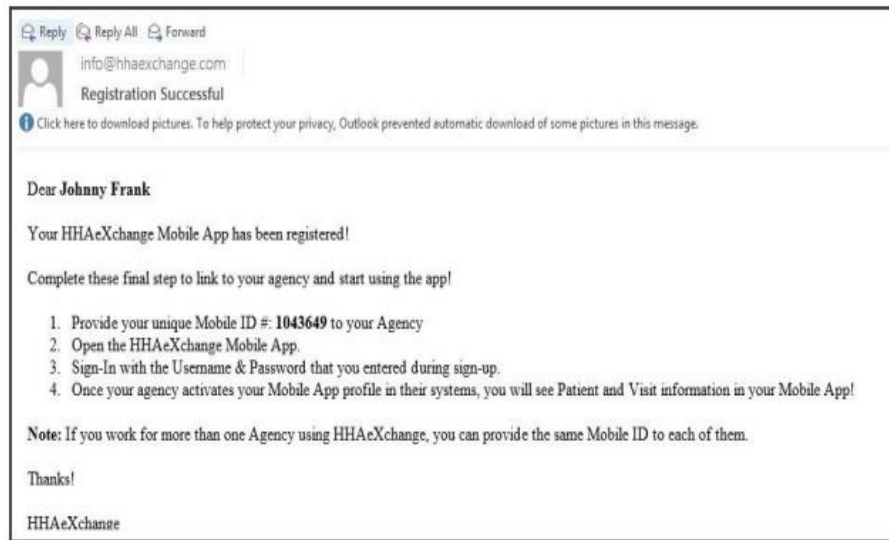 Reply Reply All Forward
info@hhaexchange.com
Registration Successful
Click here to download pictures. To help protect your privacy, Outlook prevented automatic download of some pictures in this message.
Dear Johnny Frank
Your HHAeXchange Mobile App has been registered!
Complete these final step to link to your agency and start using the app!
1. Provide your unique Mobile ID #: 1043649 to your Agency
2. Open the HHAeXchange Mobile App.
3. Sign-In with the Username & Password that you entered during sign-up.
4. Once your agency activates your Mobile App profile in their systems, you will see Patient and Visit information in your Mobile App!
Note: If you work for more than one Agency using HHAeXchange, you can provide the same Mobile ID to each of them.
Thanks!
HHAeXchange